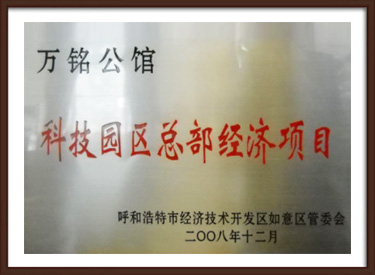 万铭公馆
科技园区总部经济项目
呼和浩特市经济技术开发区如意区管委会
二〇〇八年十二月